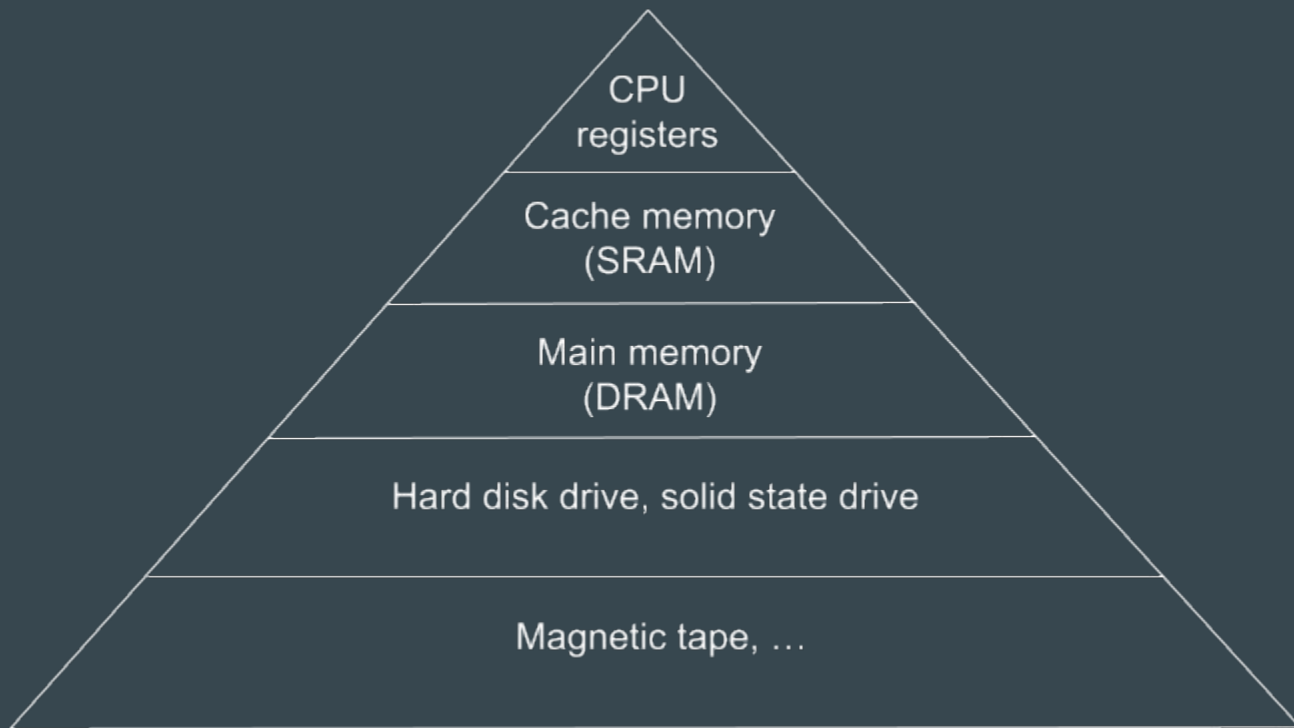 CPU
registers
Cache memory
(SRAM)
Main memory
(DRAM)
Hard disk drive, solid state drive
Magnetic tape, …